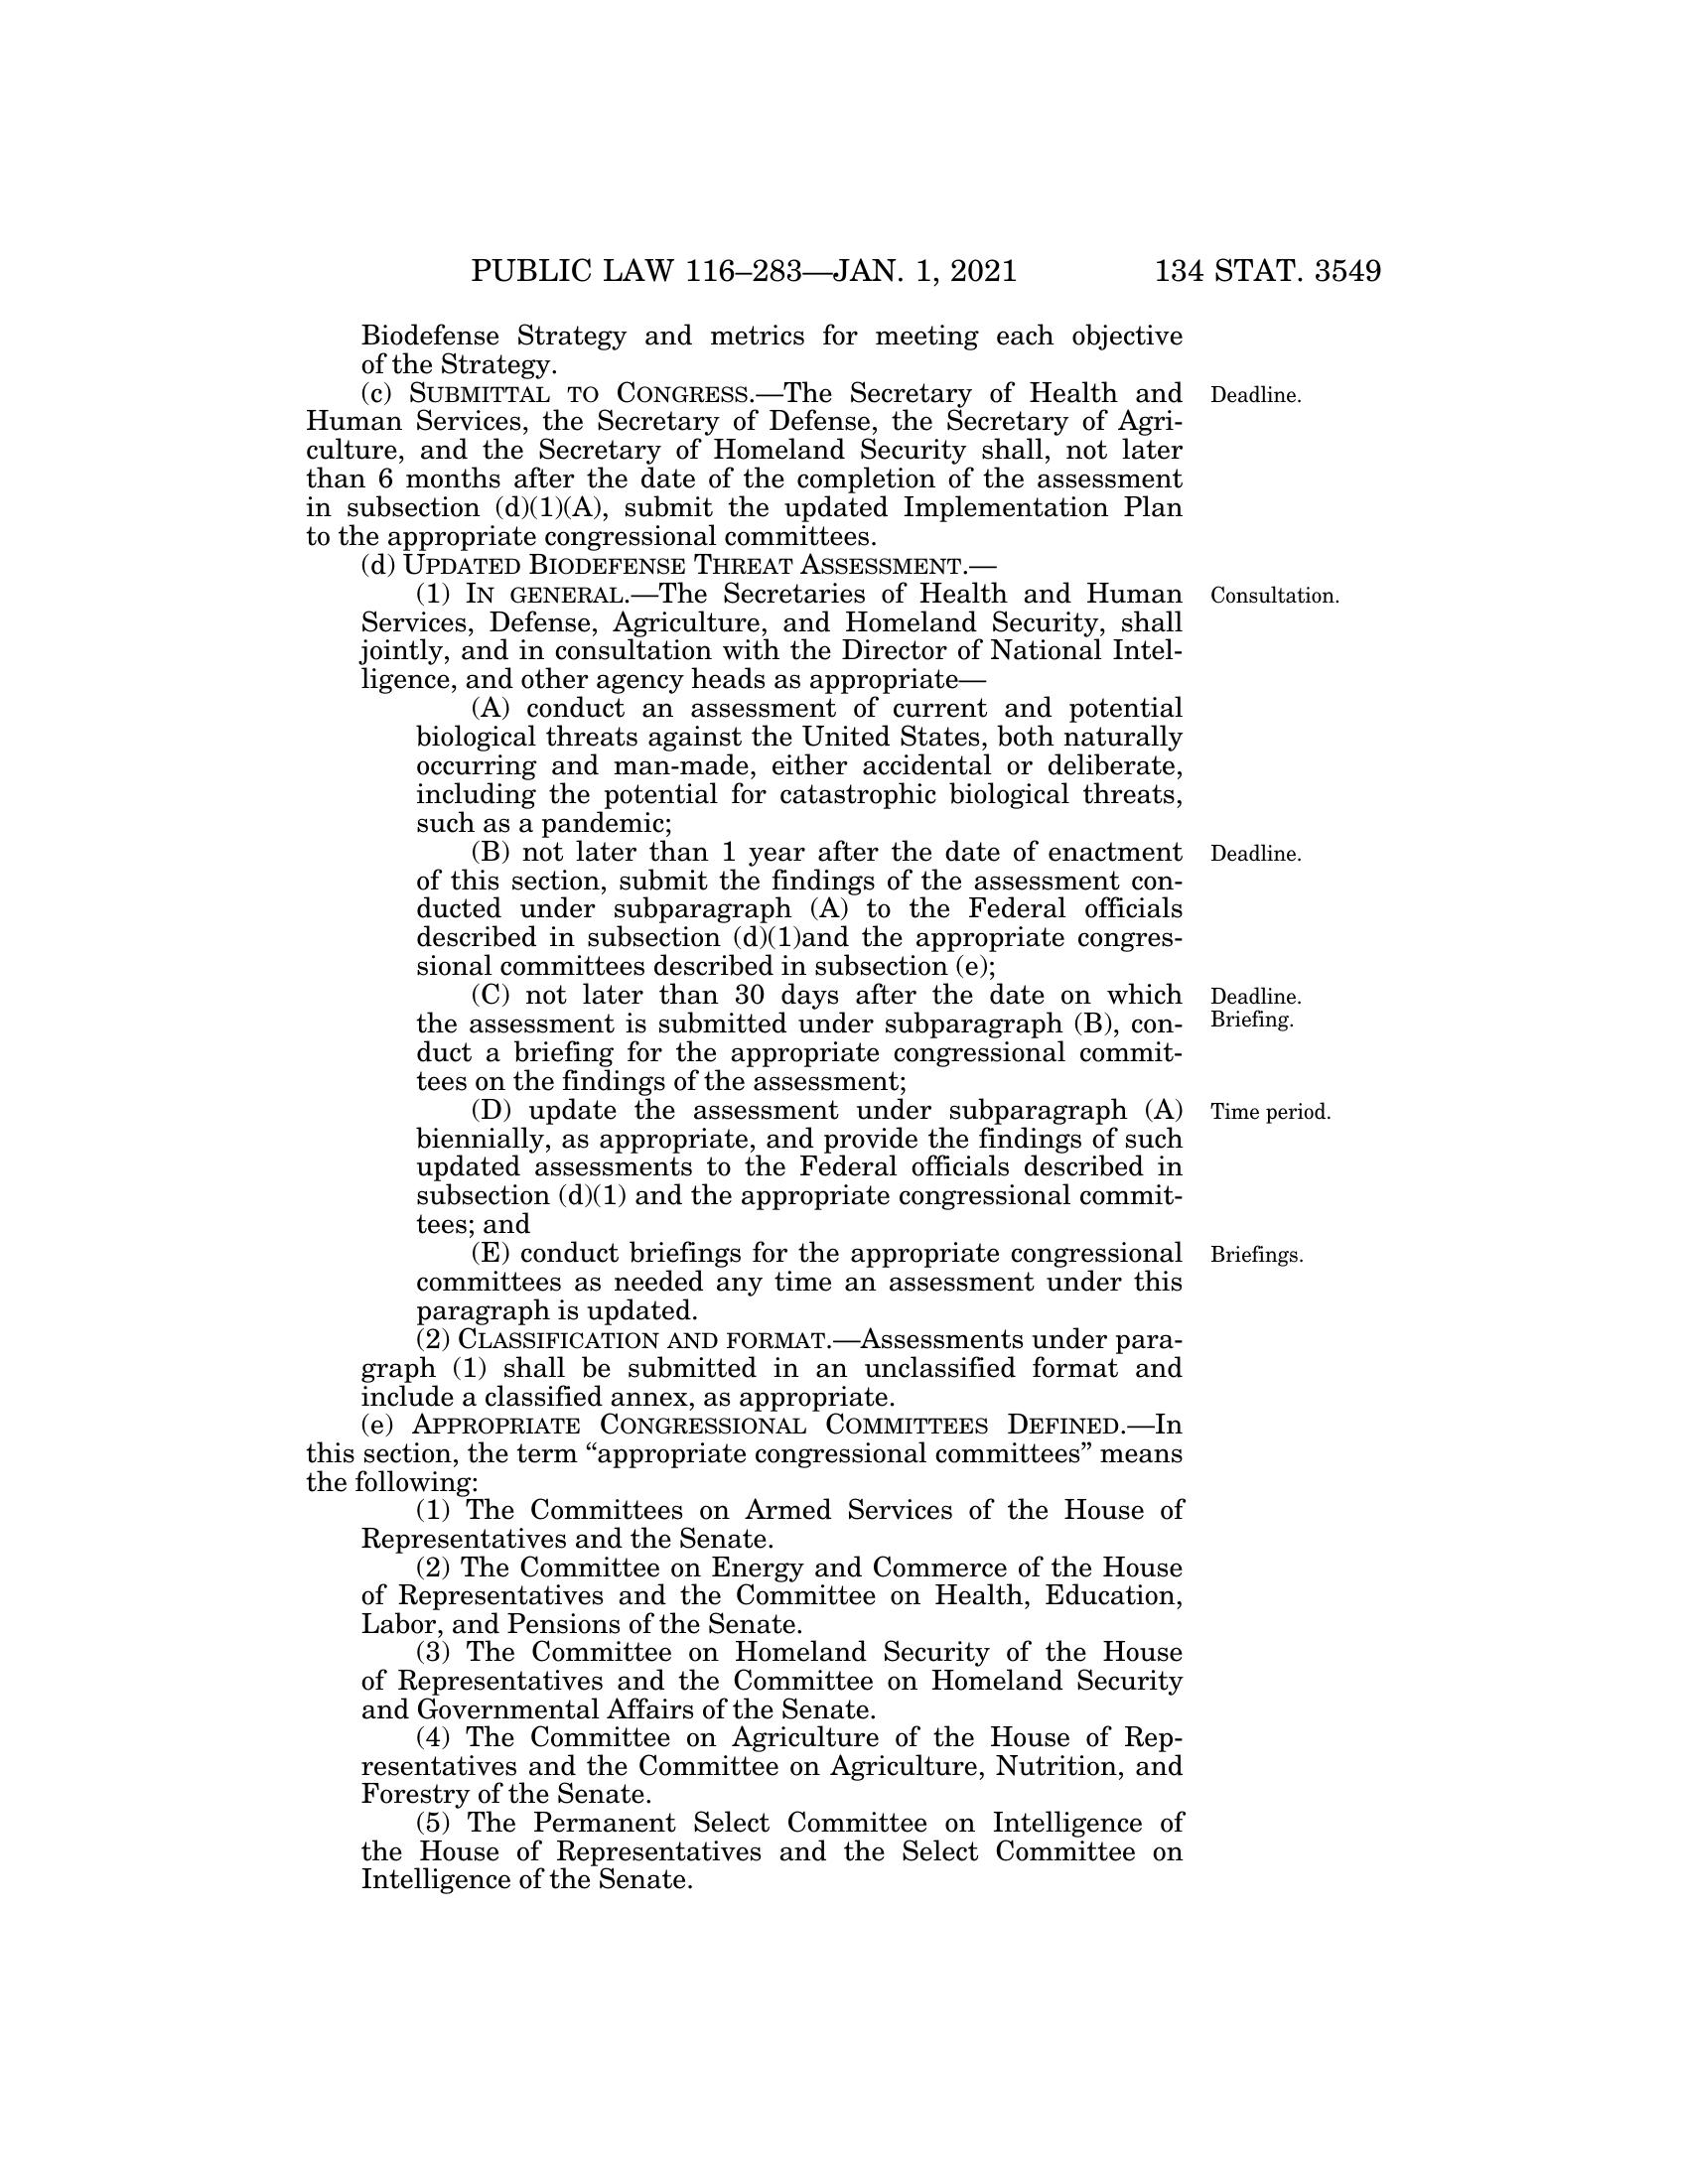 PUBLIC LAW 116–283—JAN. 1, 2021 134 STAT. 3549
Biodefense Strategy and metrics for meeting each objective
of the Strategy.
(c) SUBMITTAL TO CONGRESS.—The Secretary of Health and Deadline.
Human Services, the Secretary of Defense, the Secretary of Agri-
culture, and the Secretary of Homeland Security shall, not later
than 6 months after the date of the completion of the assessment
in subsection (d)(1)(A), submit the updated Implementation Plan
to the appropriate congressional committees.
(d) UPDATED BIODEFENSE THREAT ASSESSMENT.—
(1) IN GENERAL.—The Secretaries of Health and Human Consultation.
Services, Defense, Agriculture, and Homeland Security, shall
jointly, and in consultation with the Director of National Intel-
ligence, and other agency heads as appropriate—
(A) conduct an assessment of current and potential
biological threats against the United States, both naturally
occurring and man-made, either accidental or deliberate,
including the potential for catastrophic biological threats,
such as a pandemic;
(B) not later than 1 year after the date of enactment Deadline.
of this section, submit the findings of the assessment con-
ducted under subparagraph (A) to the Federal officials
described in subsection (d)(1)and the appropriate congres-
sional committees described in subsection (e);
(C) not later than 30 days after the date on which Deadline.
the assessment is submitted under subparagraph (B), con- Briefing.
duct a briefing for the appropriate congressional commit-
tees on the findings of the assessment;
(D) update the assessment under subparagraph (A) Time period.
biennially, as appropriate, and provide the findings of such
updated assessments to the Federal officials described in
subsection (d)(1) and the appropriate congressional commit-
tees; and
(E) conduct briefings for the appropriate congressional Briefings.
committees as needed any time an assessment under this
paragraph is updated.
(2) CLASSIFICATION AND FORMAT.—Assessments under para-
graph (1) shall be submitted in an unclassified format and
include a classified annex, as appropriate.
(e) APPROPRIATE CONGRESSIONAL COMMITTEES DEFINED.—In
this section, the term “appropriate congressional committees” means
the following:
(1) The Committees on Armed Services of the House of
Representatives and the Senate.
(2) The Committee on Energy and Commerce of the House
of Representatives and the Committee on Health, Education,
Labor, and Pensions of the Senate.
(3) The Committee on Homeland Security of the House
of Representatives and the Committee on Homeland Security
and Governmental Affairs of the Senate.
(4) The Committee on Agriculture of the House of Rep-
resentatives and the Committee on Agriculture, Nutrition, and
Forestry of the Senate.
(5) The Permanent Select Committee on Intelligence of
the House of Representatives and the Select Committee on
Intelligence of the Senate.